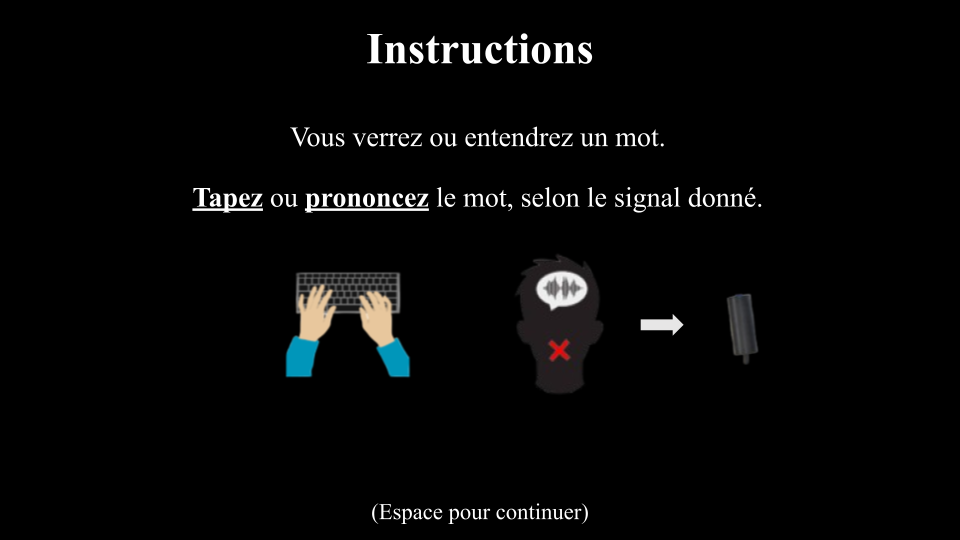 Instructions
Vous verrez ou entendrez un mot.
Tapez ou prononcez le mot, selon le signal donné.
(Espace pour continuer)